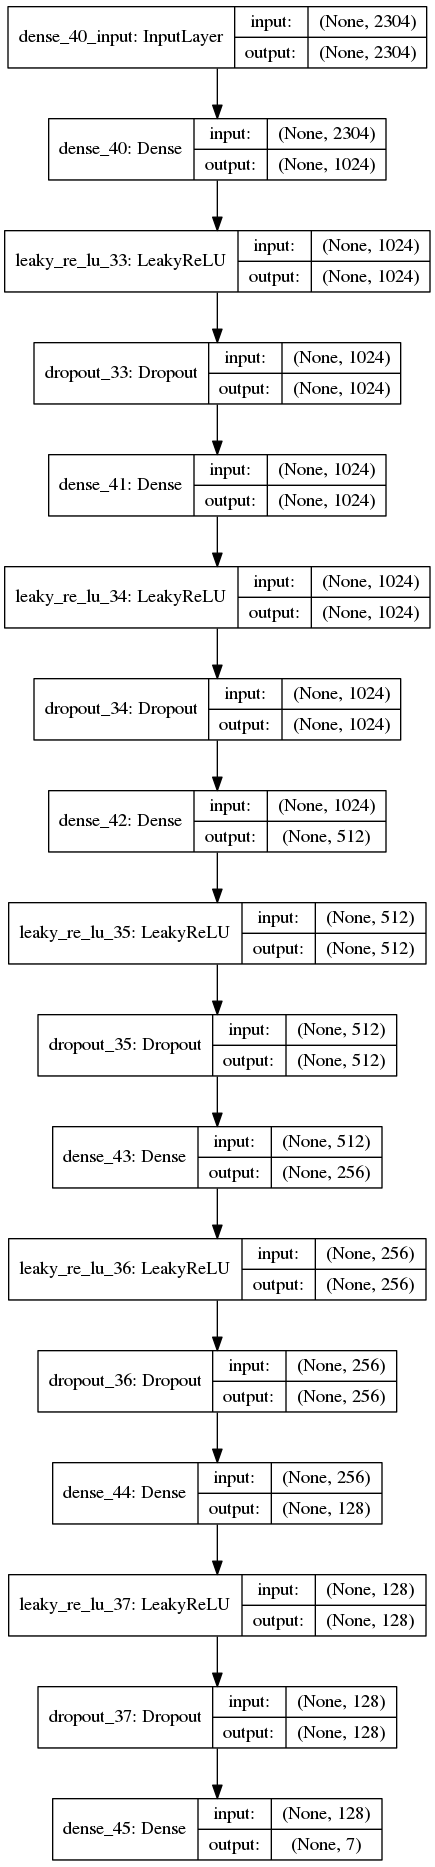 dense_40_input: InputLayer
input: (None, 2304)
output: (None, 2304)
dense_40: Dense
input: (None, 2304)
output: (None, 1024)
leaky_re_lu_33: LeakyReLU
input: (None, 1024)
output: (None, 1024)
dropout_33: Dropout
input: (None, 1024)
output: (None, 1024)
dense_41: Dense
input: (None, 1024)
output: (None, 1024)
leaky_re_lu_34: LeakyReLU
input: (None, 1024)
output: (None, 1024)
dropout_34: Dropout
input: (None, 1024)
output: (None, 1024)
dense_42: Dense
input: (None, 1024)
output: (None, 512)
leaky_re_lu_35: LeakyReLU
input: (None, 512)
output: (None, 512)
dropout_35: Dropout
input: (None, 512)
output: (None, 512)
dense_43: Dense
input: (None, 512)
output: (None, 256)
leaky_re_lu_36: LeakyReLU
input: (None, 256)
output: (None, 256)
dropout_36: Dropout
input: (None, 256)
output: (None, 256)
dense_44: Dense
input: (None, 256)
output: (None, 128)
leaky_re_lu_37: LeakyReLU
input: (None, 128)
output: (None, 128)
dropout_37: Dropout
input: (None, 128)
output: (None, 128)
dense_45: Dense
input: (None, 128)
output: (None, 7)